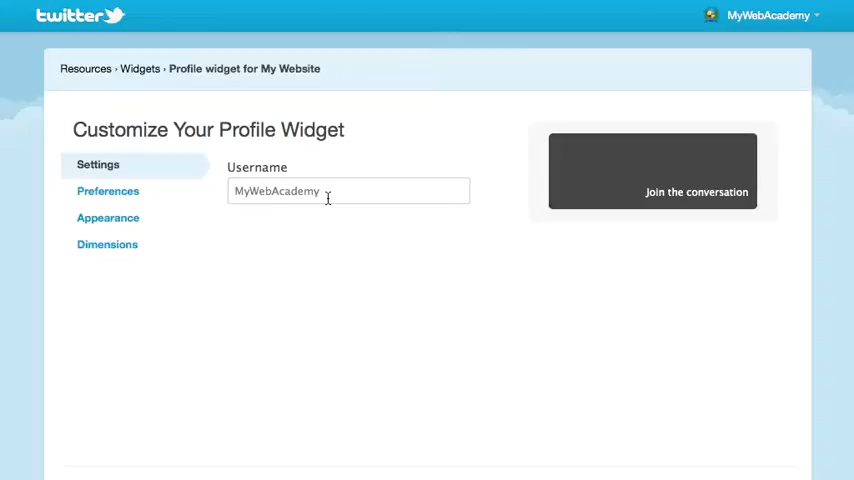 twitter
MyWebAcademy
Resources › Widgets › Profile widget for My Website
Customize Your Profile Widget
Settings
Preferences
Appearance
Dimensions
Username
MyWebAcademy
Join the conversation